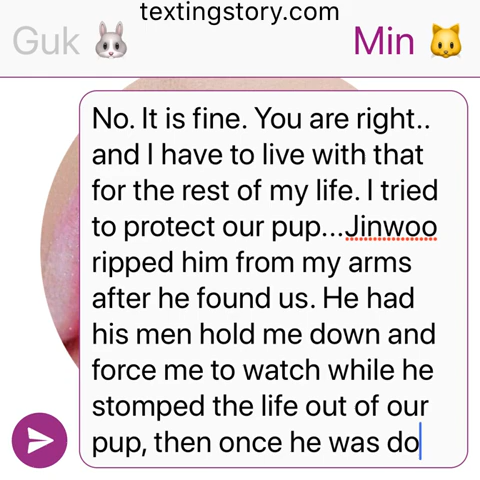 textingstory.com
Guk 🐰 Min 🐱
No. It is fine. You are right..
and I have to live with that
for the rest of my life. I tried
to protect our pup...Jinwoo
ripped him from my arms
after he found us. He had
his men hold me down and
force me to watch while he
stomped the life out of our
pup, then once he was do